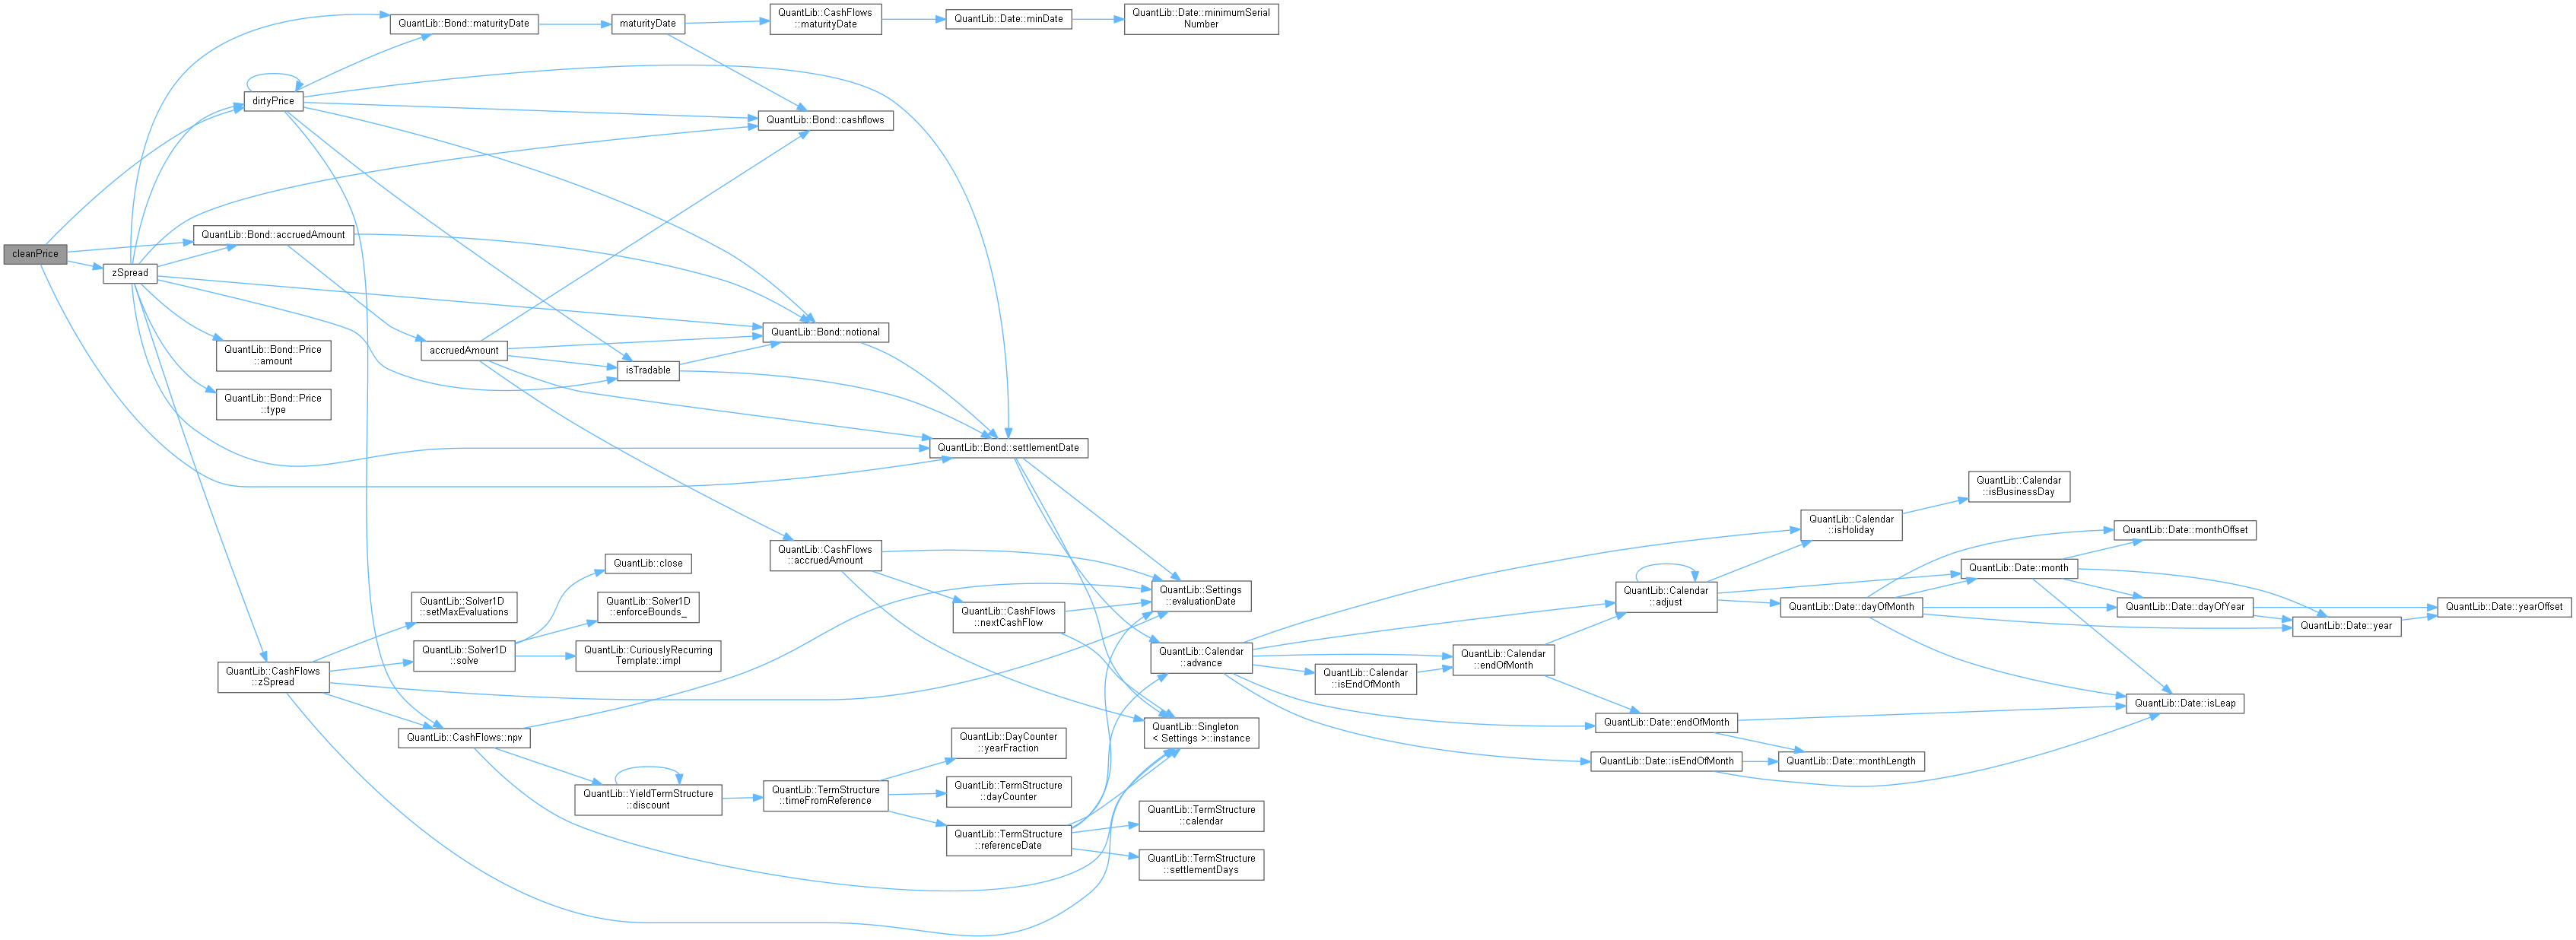 QuantLib::Bond::maturityDate
maturityDate
QuantLib::CashFlows
::maturityDate
QuantLib::Date::minDate
QuantLib::Date::minimumSerial
Number
dirtyPrice
QuantLib::Bond::cashflows
cleanPrice
QuantLib::Bond::accruedAmount
zSpread
QuantLib::Bond::Price
::amount
QuantLib::Bond::Price
::type
accruedAmount
isTradable
QuantLib::Bond::notional
QuantLib::Bond::settlementDate
QuantLib::CashFlows
::accruedAmount
QuantLib::CashFlows
::nextCashFlow
QuantLib::Settings
::evaluationDate
QuantLib::close
QuantLib::Solver1D
::setMaxEvaluations
QuantLib::Solver1D
::enforceBounds_
QuantLib::Solver1D
::solve
QuantLib::CuriouslyRecurring
Template::impl
QuantLib::CashFlows
::zSpread
QuantLib::CashFlows::npv
QuantLib::YieldTermStructure
::discount
QuantLib::TermStructure
::timeFromReference
QuantLib::DayCounter
::yearFraction
QuantLib::TermStructure
::dayCounter
QuantLib::TermStructure
::referenceDate
QuantLib::Calendar
::advance
QuantLib::Singleton
< Settings >::instance
QuantLib::TermStructure
::calendar
QuantLib::TermStructure
::settlementDays
QuantLib::Calendar
::isEndOfMonth
QuantLib::Calendar
::endOfMonth
QuantLib::Calendar
::adjust
QuantLib::Calendar
::isHoliday
QuantLib::Calendar
::isBusinessDay
QuantLib::Date::endOfMonth
QuantLib::Date::isEndOfMonth
QuantLib::Date::monthLength
QuantLib::Date::dayOfMonth
QuantLib::Date::month
QuantLib::Date::monthOffset
QuantLib::Date::dayOfYear
QuantLib::Date::year
QuantLib::Date::yearOffset
QuantLib::Date::isLeap